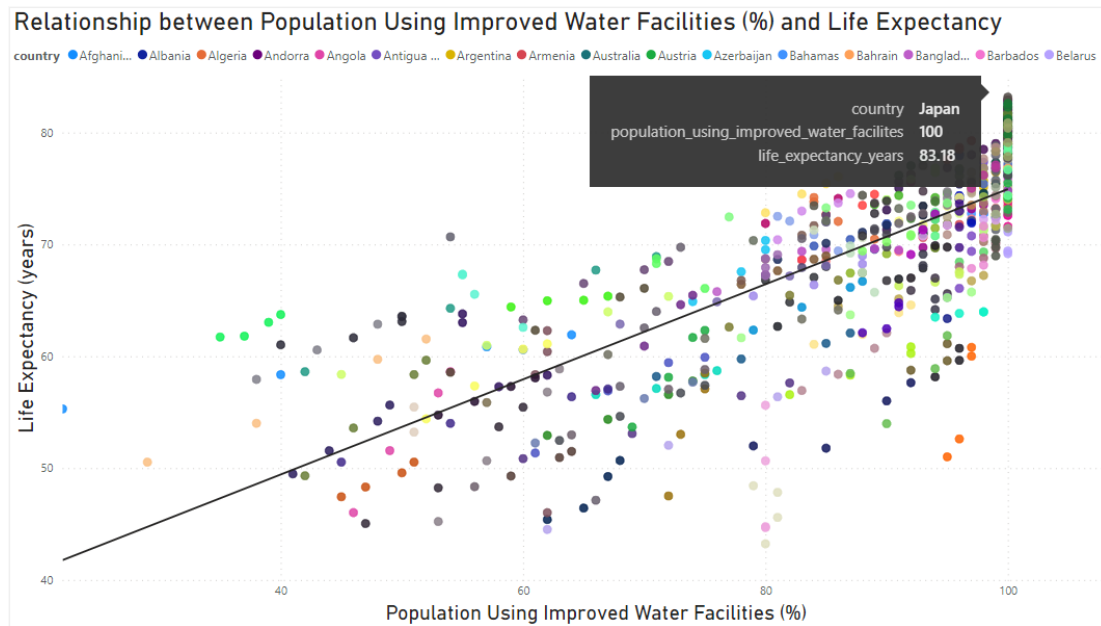 Relationship between Population Using Improved Water Facilities (%) and Life Expectancy
country Afghani... Albania Algeria Andorra Angola Antigua ... Argentina Armenia Australia Austria Azerbaijan Bahamas Bahrain Banglad... Barbados Belarus
country Japan
population_using_improved_water_facilites 100
life_expectancy_years 83.18
80
70
60
50
40
Life Expectancy (years)
40 60 80 100
Population Using Improved Water Facilities (%)